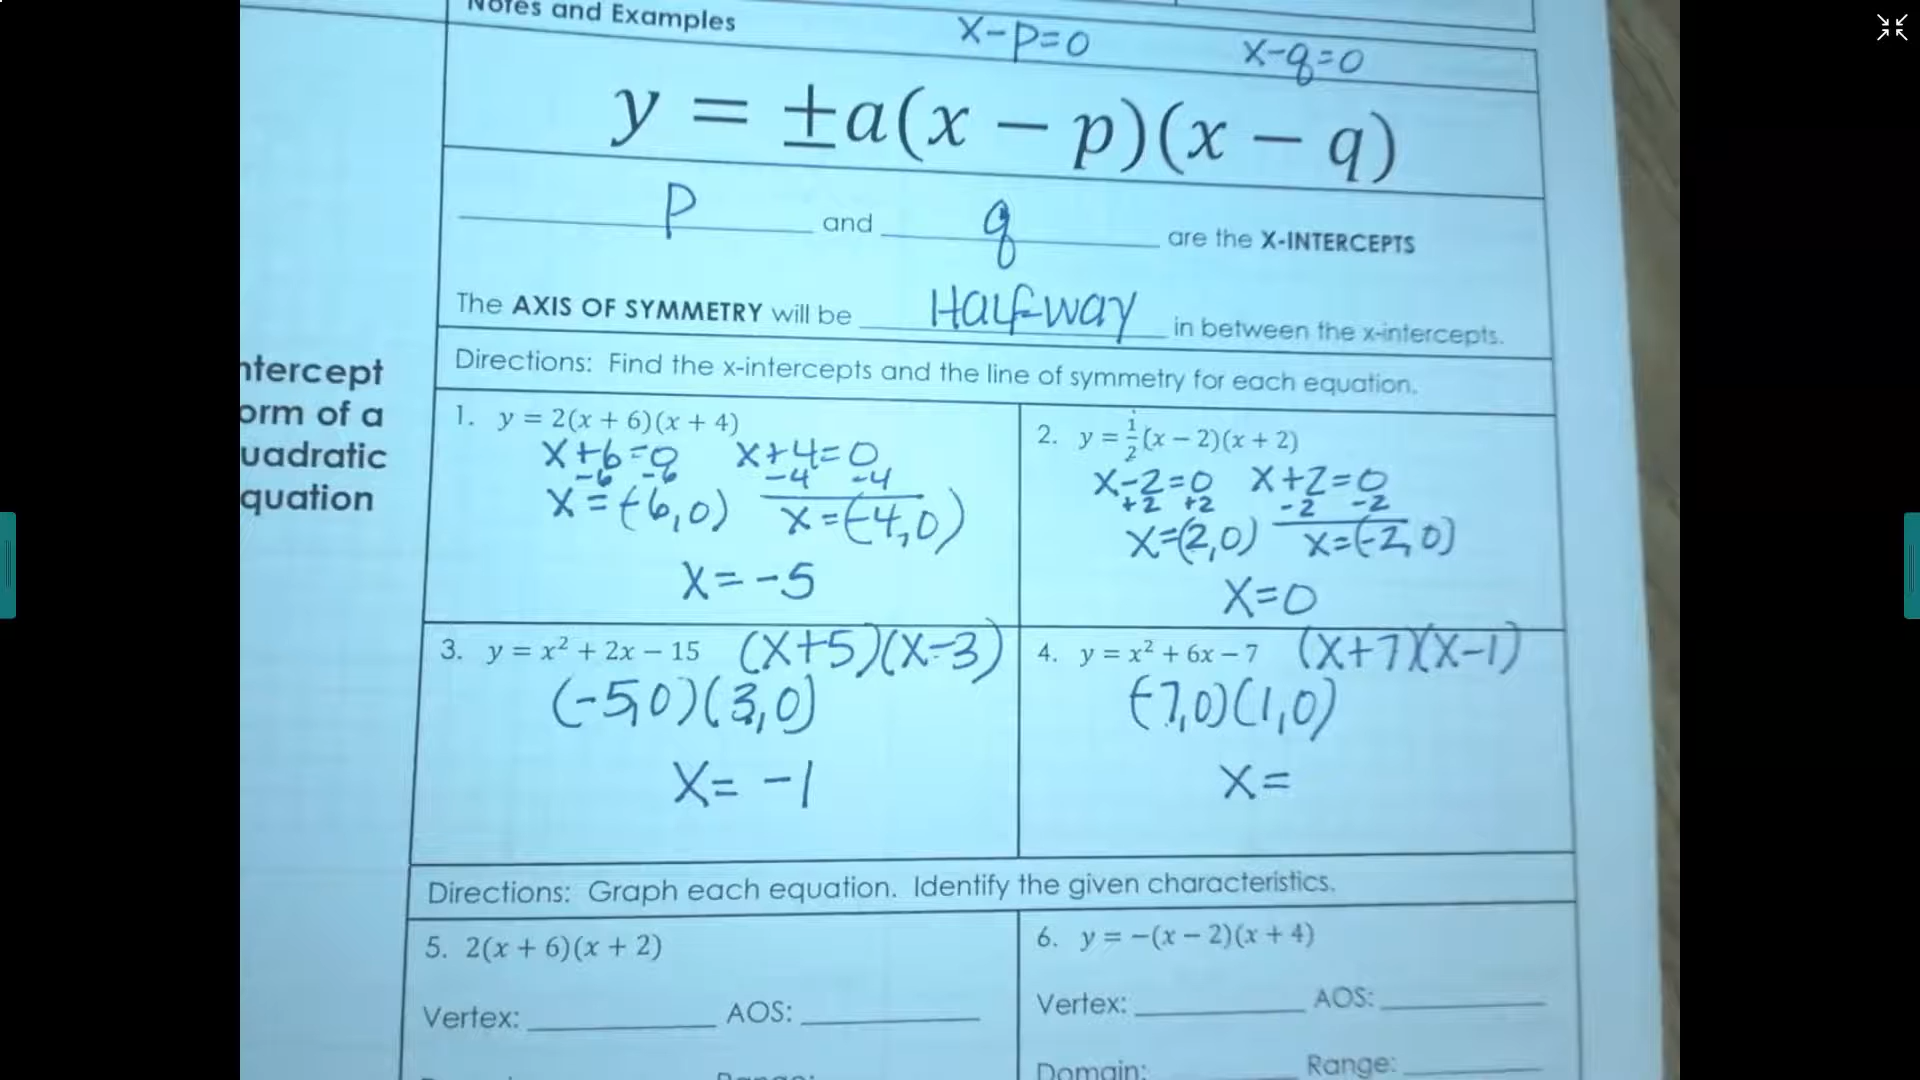 Notes and Examples
x-p=0 x-q=0
y = ±a(x − p)(x − q)
P and q are the X-INTERCEPTS
The AXIS OF SYMMETRY will be Halfway in between the x-intercepts.
ntercept
orm of a
uadratic
quation
Directions: Find the x-intercepts and the line of symmetry for each equation.
1. y = 2(x + 6)(x + 4)
x+6=0 x+4=0
-6 -6 -4 -4
x=(-6,0) x=(-4,0)
x=-5
2. y = 1/2(x − 2)(x + 2)
x-2=0 x+2=0
+2 +2 -2 -2
x=(2,0) x=(-2,0)
x=0
3. y = x² + 2x − 15 (x+5)(x-3)
(-5,0)(3,0)
x= -1
4. y = x² + 6x − 7 (x+7)(x-1)
(-7,0)(1,0)
x=
Directions: Graph each equation. Identify the given characteristics.
5. 2(x + 6)(x + 2)
Vertex: AOS:
6. y = −(x − 2)(x + 4)
Vertex: AOS:
Domain: Range: